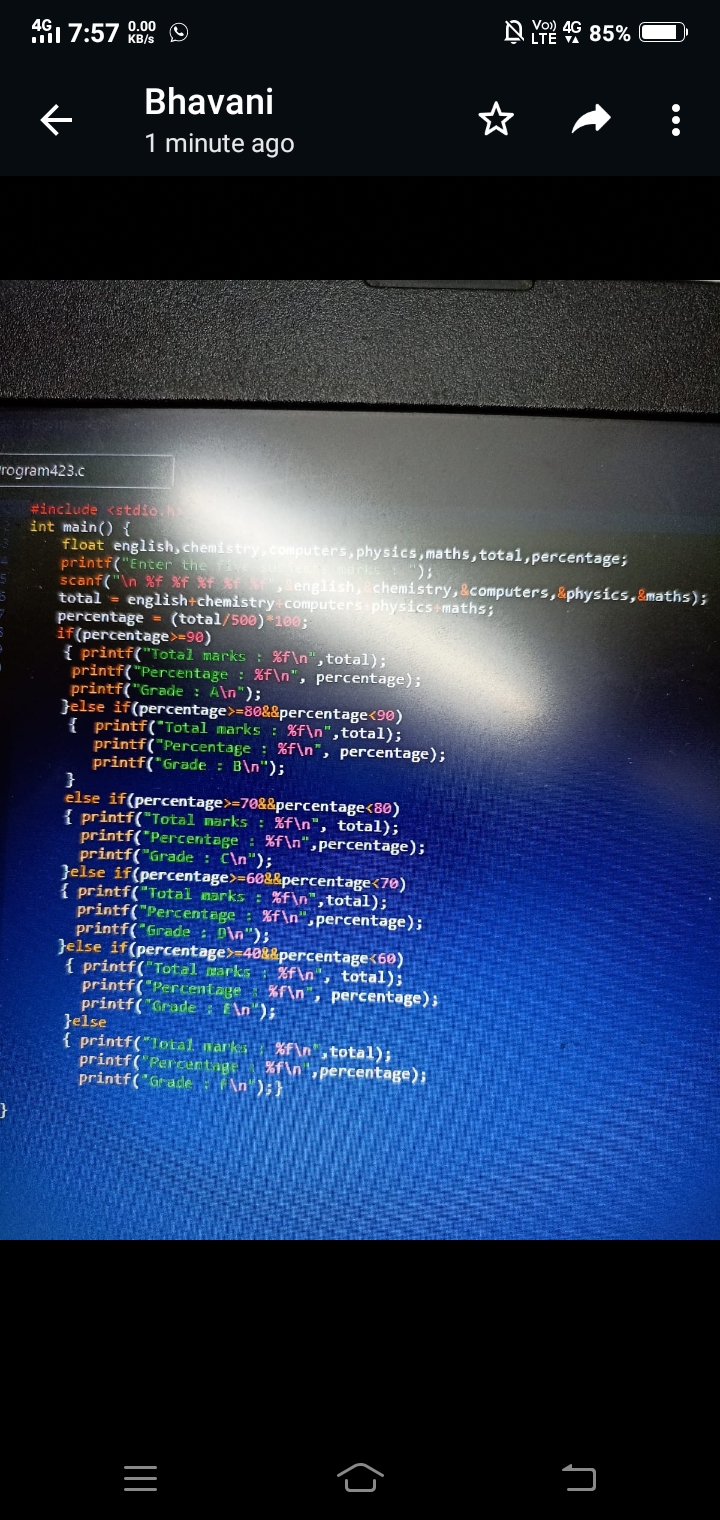 4G 7:57 0.00 KB/s Vo)) LTE 4G 85%
Bhavani
1 minute ago
rogram423.c
#include <stdio.h
int main() {
float english,chemistry,computers,physics,maths,total,percentage;
printf("Enter the marks : ");
scanf("\n %f %f %f %f %f", &english,&chemistry,&computers,&physics,&maths);
total = english+chemistry+computers+physics+maths;
percentage = (total/500)*100;
if(percentage>=90)
{ printf("Total marks : %f\n",total);
printf("Percentage : %f\n", percentage);
printf("Grade : A\n");
}else if(percentage>=80&&percentage<90)
{ printf("Total marks : %f\n",total);
printf("Percentage : %f\n", percentage);
printf("Grade : B\n");
}
else if(percentage>=70&&percentage<80)
{ printf("Total marks : %f\n", total);
printf("Percentage : %f\n",percentage);
printf("Grade : C\n");
}else if(percentage>=60&&percentage<70)
{ printf("Total marks : %f\n",total);
printf("Percentage : %f\n",percentage);
printf("Grade : D\n");
}else if(percentage>=40&&percentage<60)
{ printf("Total marks : %f\n", total);
printf("Percentage : %f\n", percentage);
printf("Grade : E\n");
}else
{ printf("Total marks : %f\n",total);
printf("Percentage : %f\n",percentage);
printf("Grade : F\n");}
}